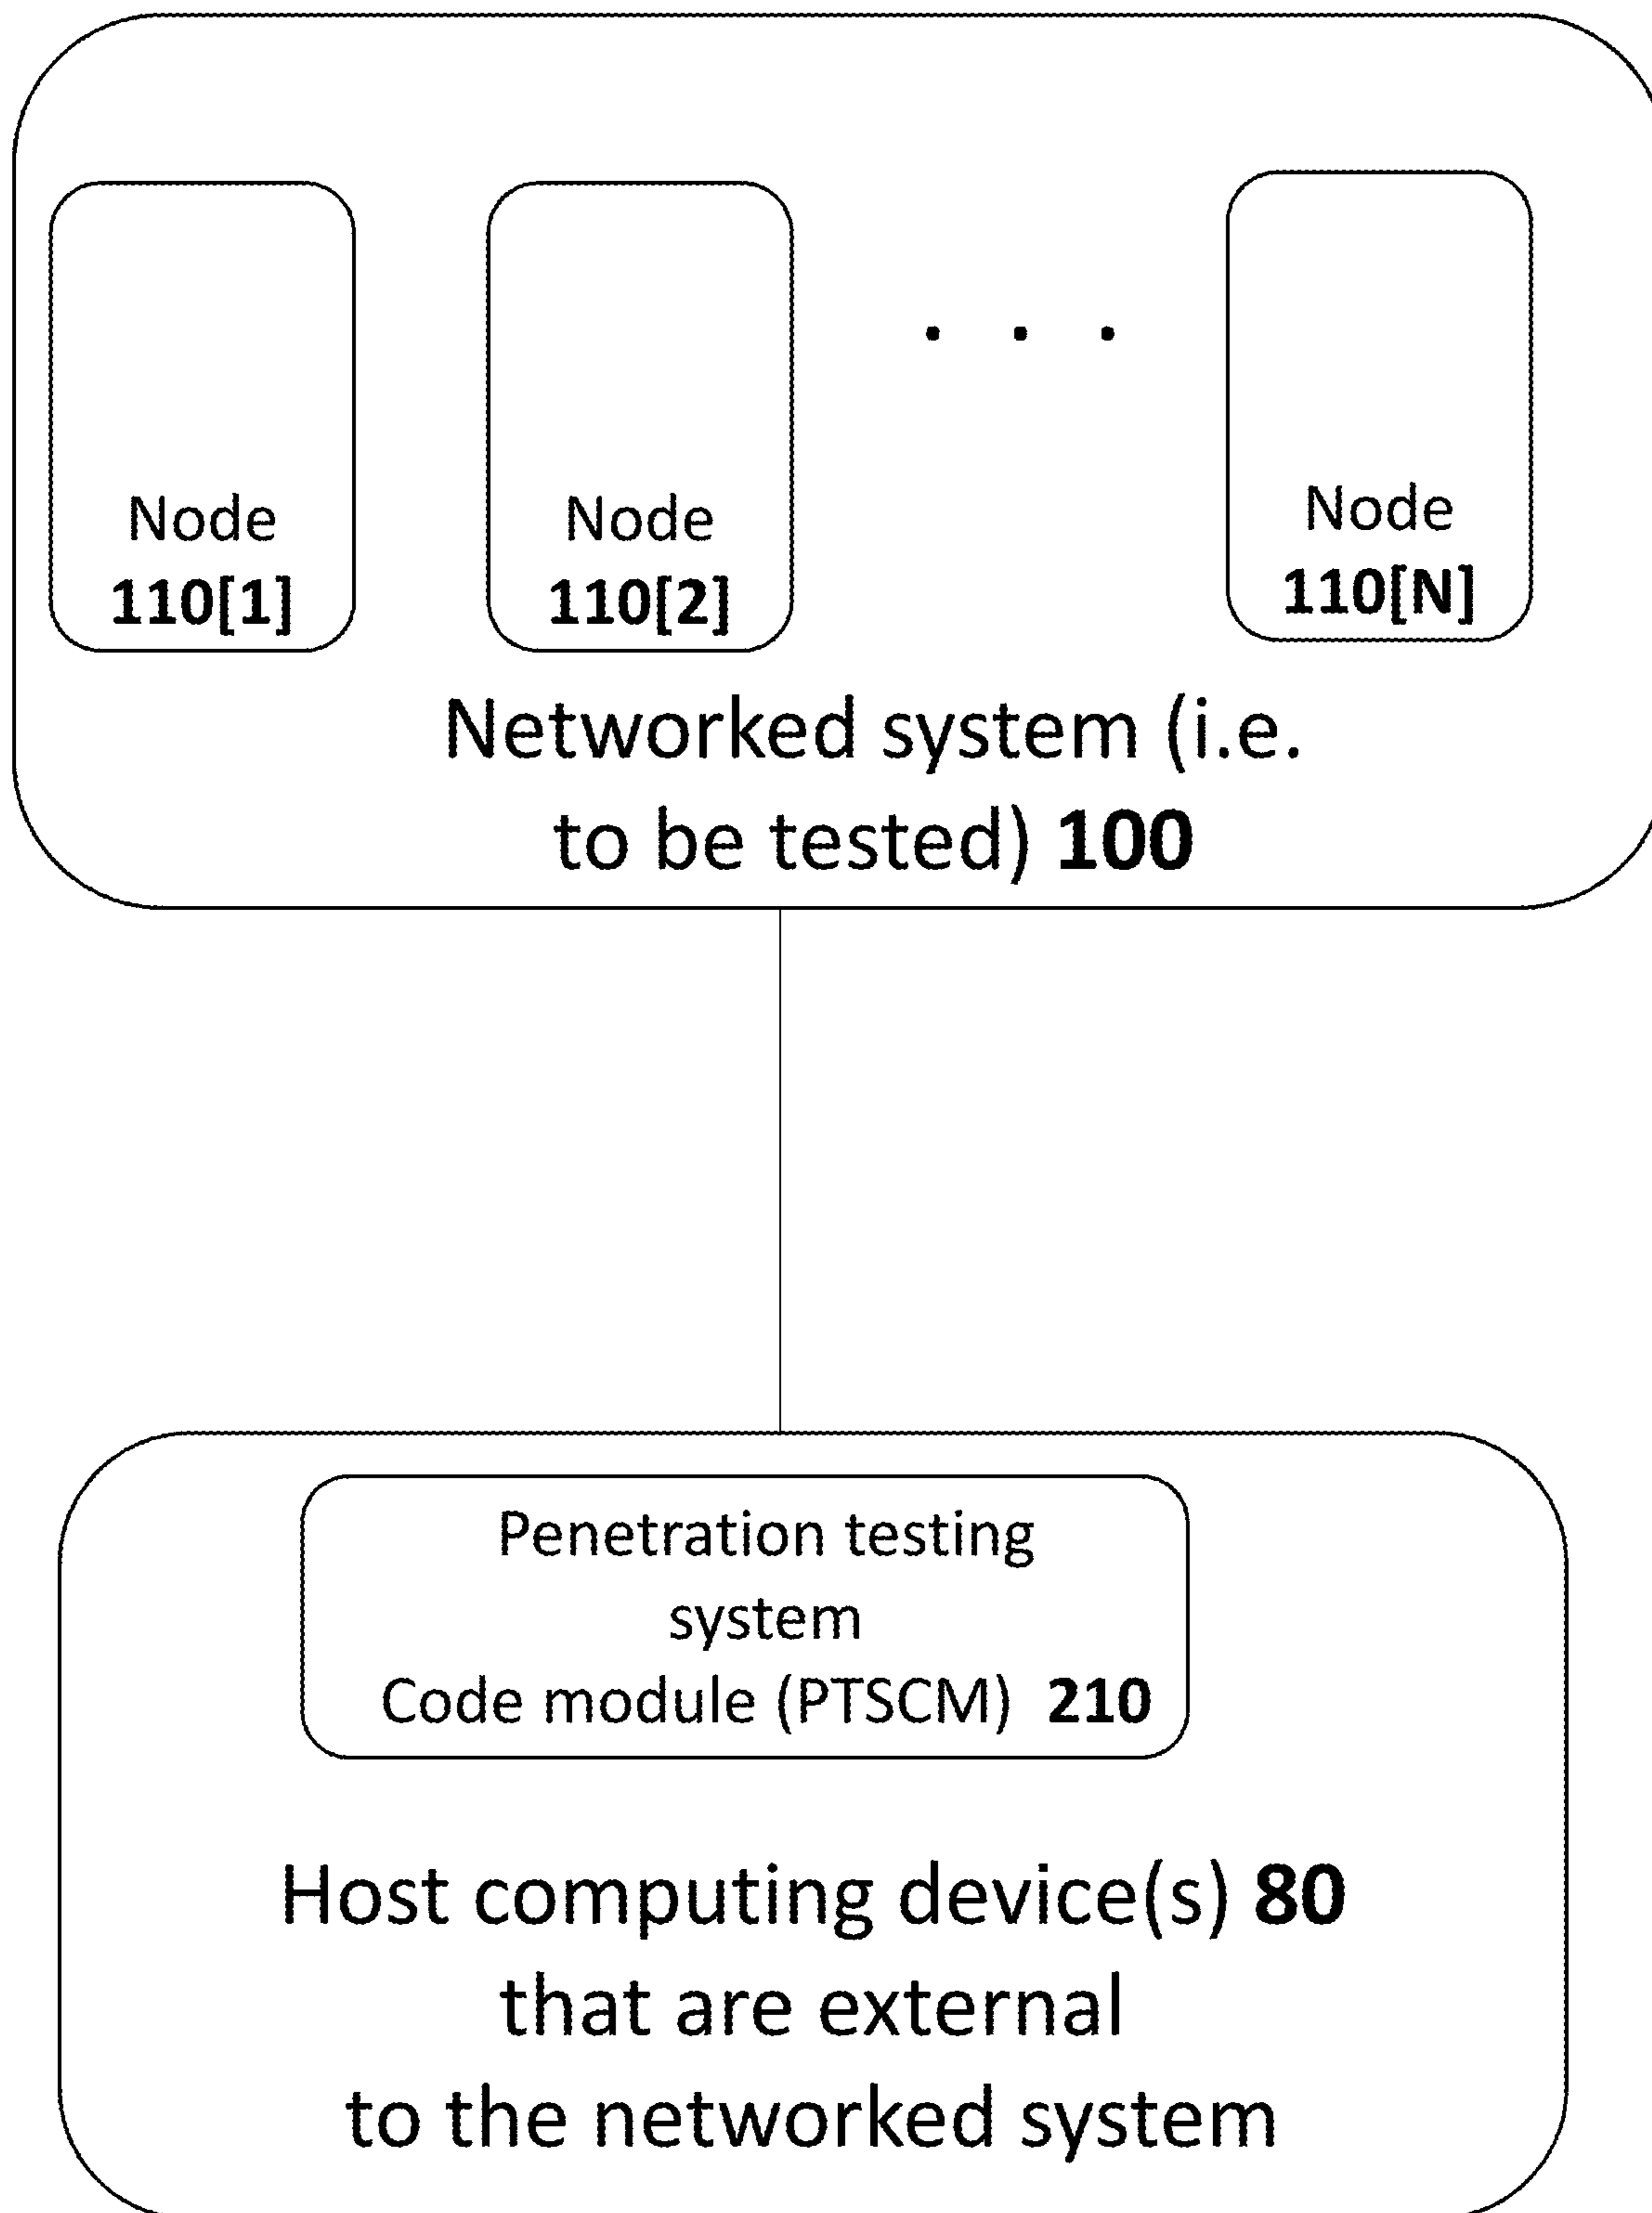 Node
110[1]
Node
110[2]
. . .
Node
110[N]
Networked system (i.e.
to be tested) 100
Penetration testing
system
Code module (PTSCM) 210
Host computing device(s) 80
that are external
to the networked system